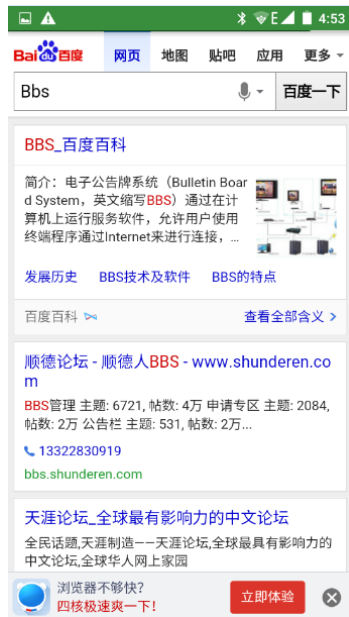 E 4:53
Bai 百度 网页 地图 贴吧 应用 更多
Bbs 百度一下
BBS_百度百科
简介：电子公告牌系统（Bulletin Boar
d System，英文缩写BBS）通过在计
算机上运行服务软件，允许用户使用
终端程序通过Internet来进行连接，...
发展历史 BBS技术及软件 BBS的特点
百度百科 查看全部含义 >
顺德论坛 - 顺德人BBS - www.shunderen.co
m
BBS管理 主题: 6721, 帖数: 4万 申请专区 主题: 2084,
帖数: 2万 公告栏 主题: 531, 帖数: 2万...
13322830919
bbs.shunderen.com
天涯论坛_全球最有影响力的中文论坛
全民话题,天涯制造——天涯论坛,全球最具有影响力的
中文论坛,全球华人网上家园
浏览器不够快？
四核极速爽一下！
立即体验